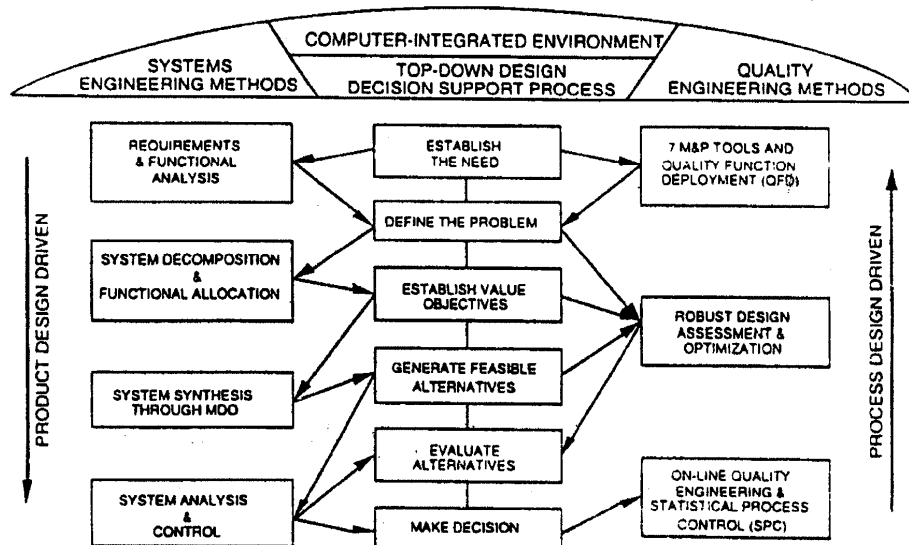 COMPUTER-INTEGRATED ENVIRONMENT
SYSTEMS
ENGINEERING METHODS
TOP-DOWN DESIGN
DECISION SUPPORT PROCESS
QUALITY
ENGINEERING METHODS
PRODUCT DESIGN DRIVEN
REQUIREMENTS
& FUNCTIONAL
ANALYSIS
SYSTEM DECOMPOSITION
&
FUNCTIONAL ALLOCATION
SYSTEM SYNTHESIS
THROUGH MDO
SYSTEM ANALYSIS
&
CONTROL
ESTABLISH
THE NEED
DEFINE THE PROBLEM
ESTABLISH VALUE
OBJECTIVES
GENERATE FEASIBLE
ALTERNATIVES
EVALUATE
ALTERNATIVES
MAKE DECISION
7 M&P TOOLS AND
QUALITY FUNCTION
DEPLOYMENT (QFD)
ROBUST DESIGN
ASSESSMENT &
OPTIMIZATION
ON-LINE QUALITY
ENGINEERING &
STATISTICAL PROCESS
CONTROL (SPC)
PROCESS DESIGN DRIVEN